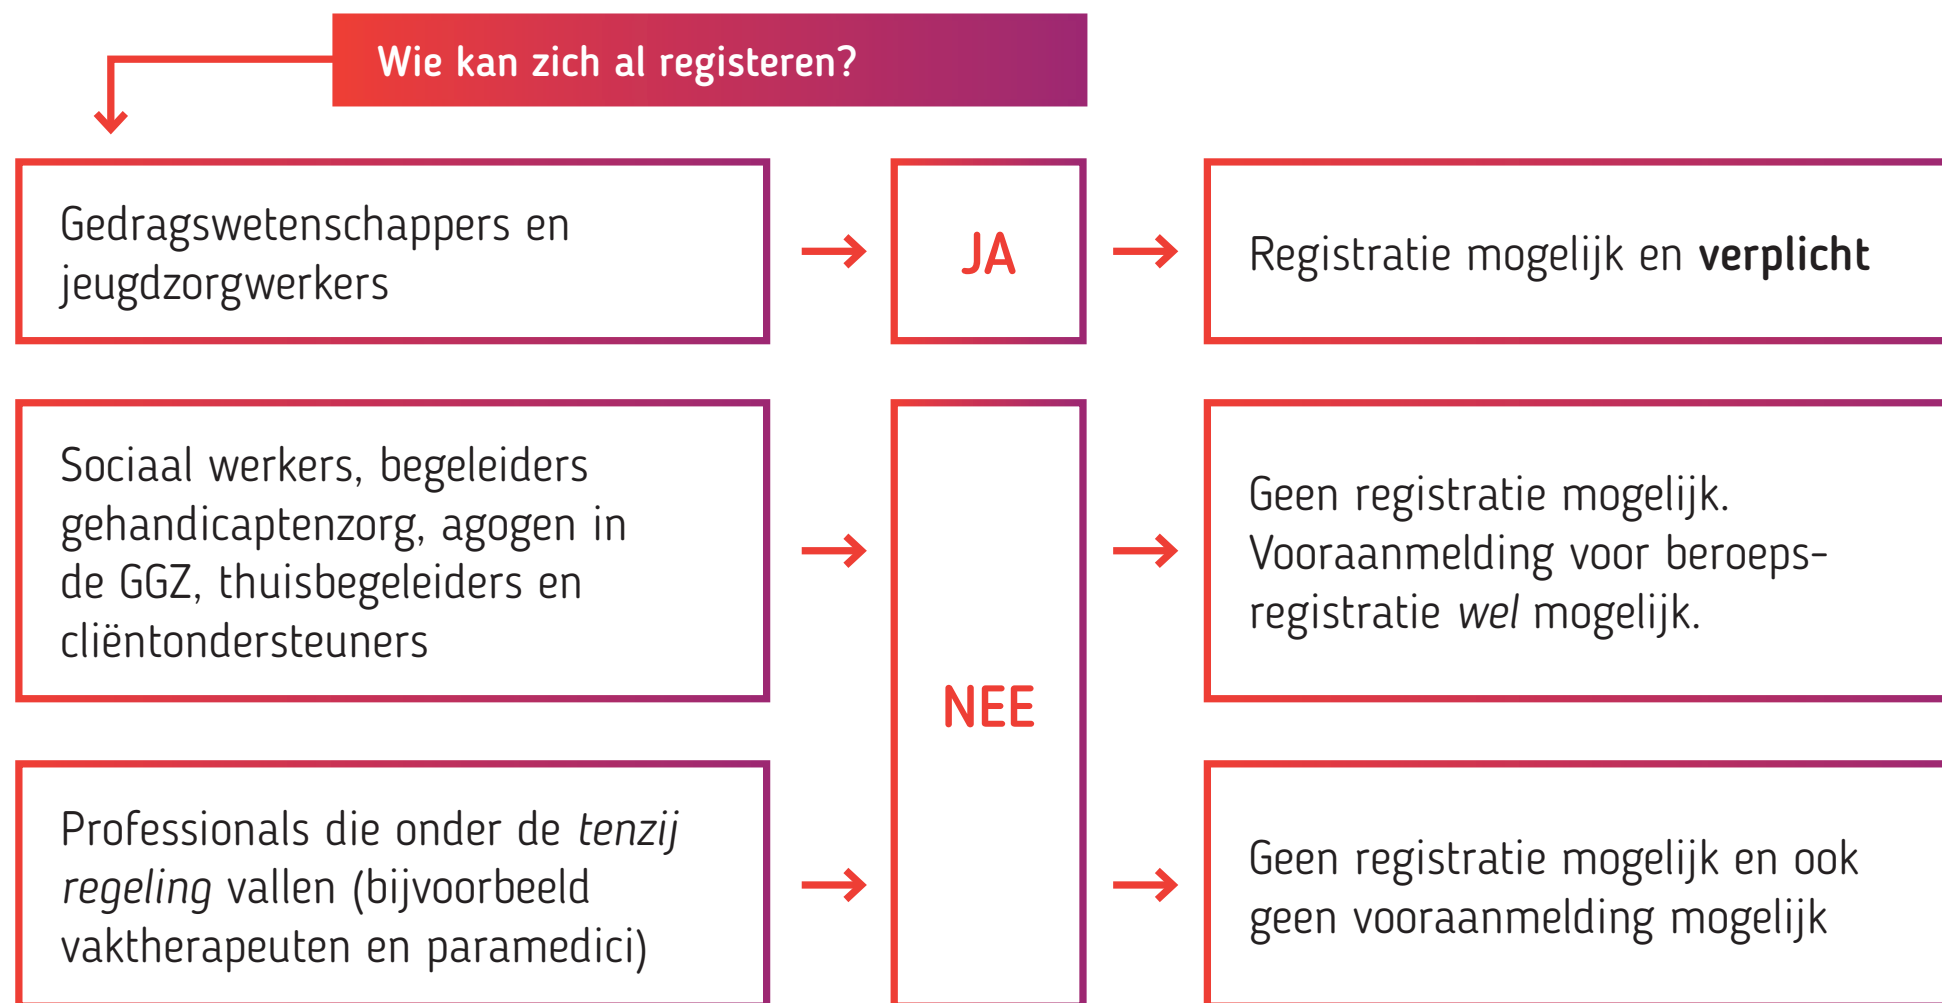 Wie kan zich al registeren?
Gedragswetenschappers en
jeugdzorgwerkers
JA
Registratie mogelijk en verplicht
Sociaal werkers, begeleiders
gehandicaptenzorg, agogen in
de GGZ, thuisbegeleiders en
cliëntondersteuners
NEE
Geen registratie mogelijk.
Vooraanmelding voor beroeps-
registratie wel mogelijk.
Professionals die onder de tenzij
regeling vallen (bijvoorbeeld
vaktherapeuten en paramedici)
Geen registratie mogelijk en ook
geen vooraanmelding mogelijk